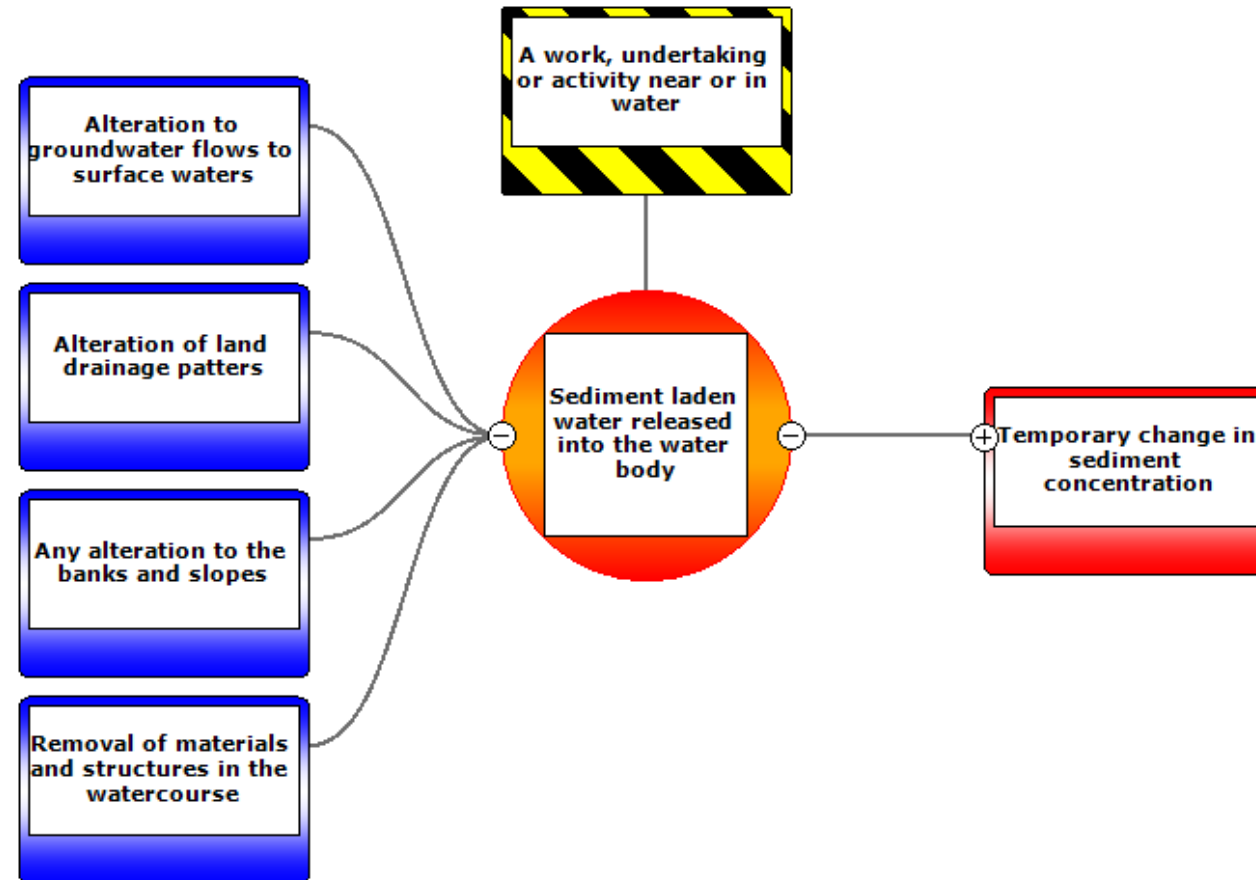 A work, undertaking
or activity near or in
water
Alteration to
groundwater flows to
surface waters
Alteration of land
drainage patters
Any alteration to the
banks and slopes
Removal of materials
and structures in the
watercourse
Sediment laden
water released
into the water
body
Temporary change in
sediment
concentration